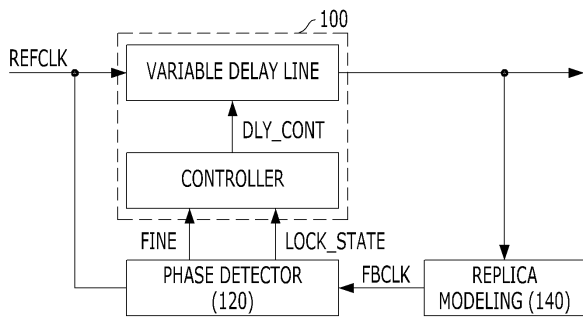 100
REFCLK
VARIABLE DELAY LINE
DLY_CONT
CONTROLLER
FINE
LOCK_STATE
PHASE DETECTOR
(120)
FBCLK
REPLICA
MODELING (140)